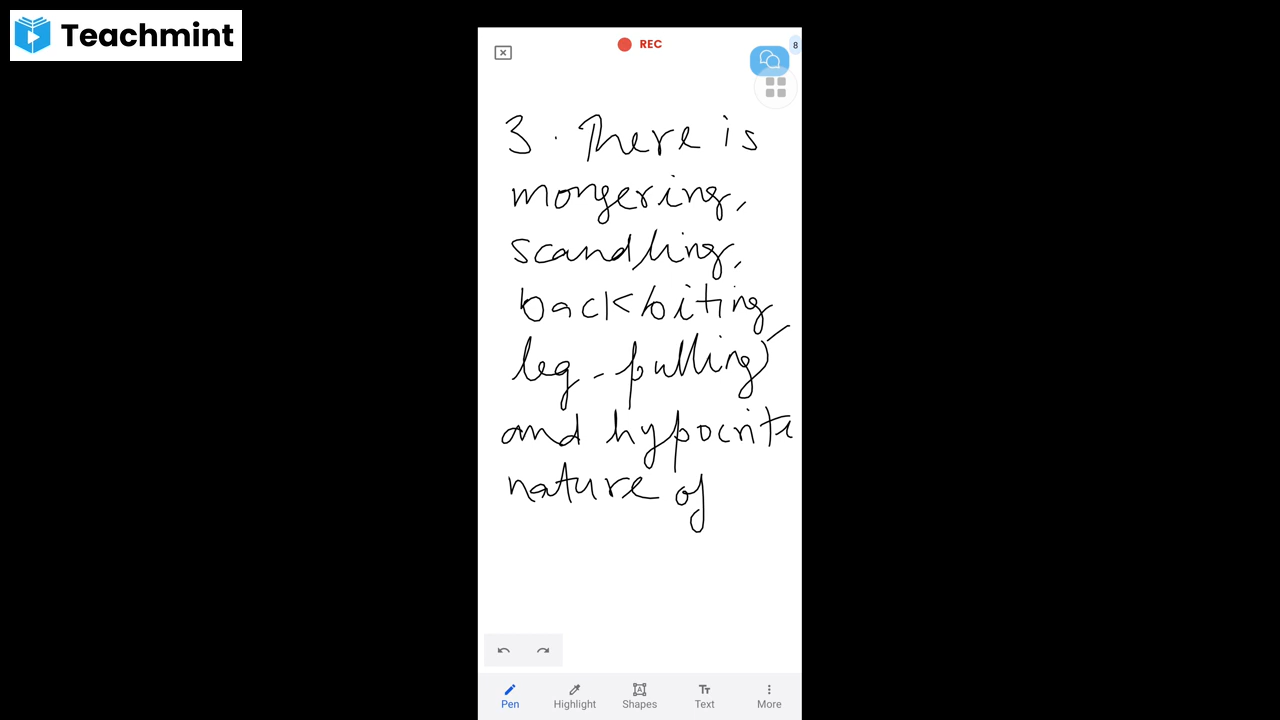 Teachmint
REC
8
3. There is
mongering,
scandling,
backbiting,
leg-pulling
and hypocrite
nature of
Pen
Highlight
Shapes
Text
More